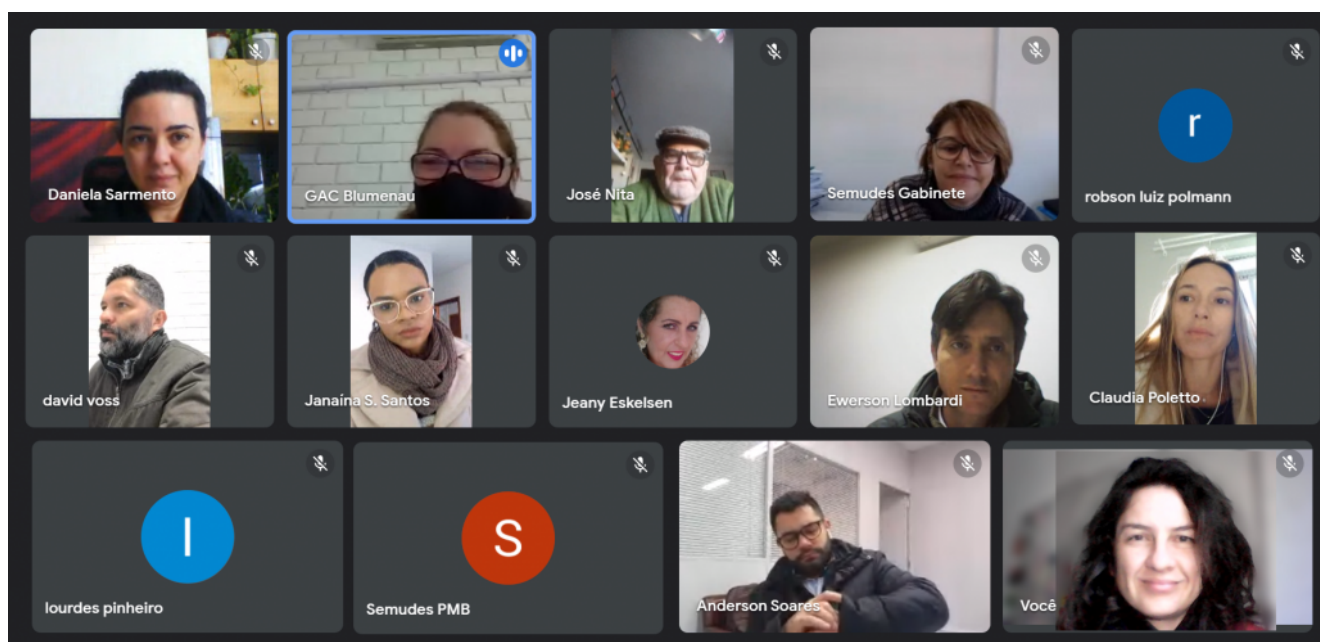 Daniela Sarmento
GAC Blumenau
José Nita
Semudes Gabinete
r
robson luiz polmann
david voss
Janaína S. Santos
Jeany Eskelsen
Ewerson Lombardi
Claudia Poletto
l
lourdes pinheiro
S
Semudes PMB
Anderson Soares
Você